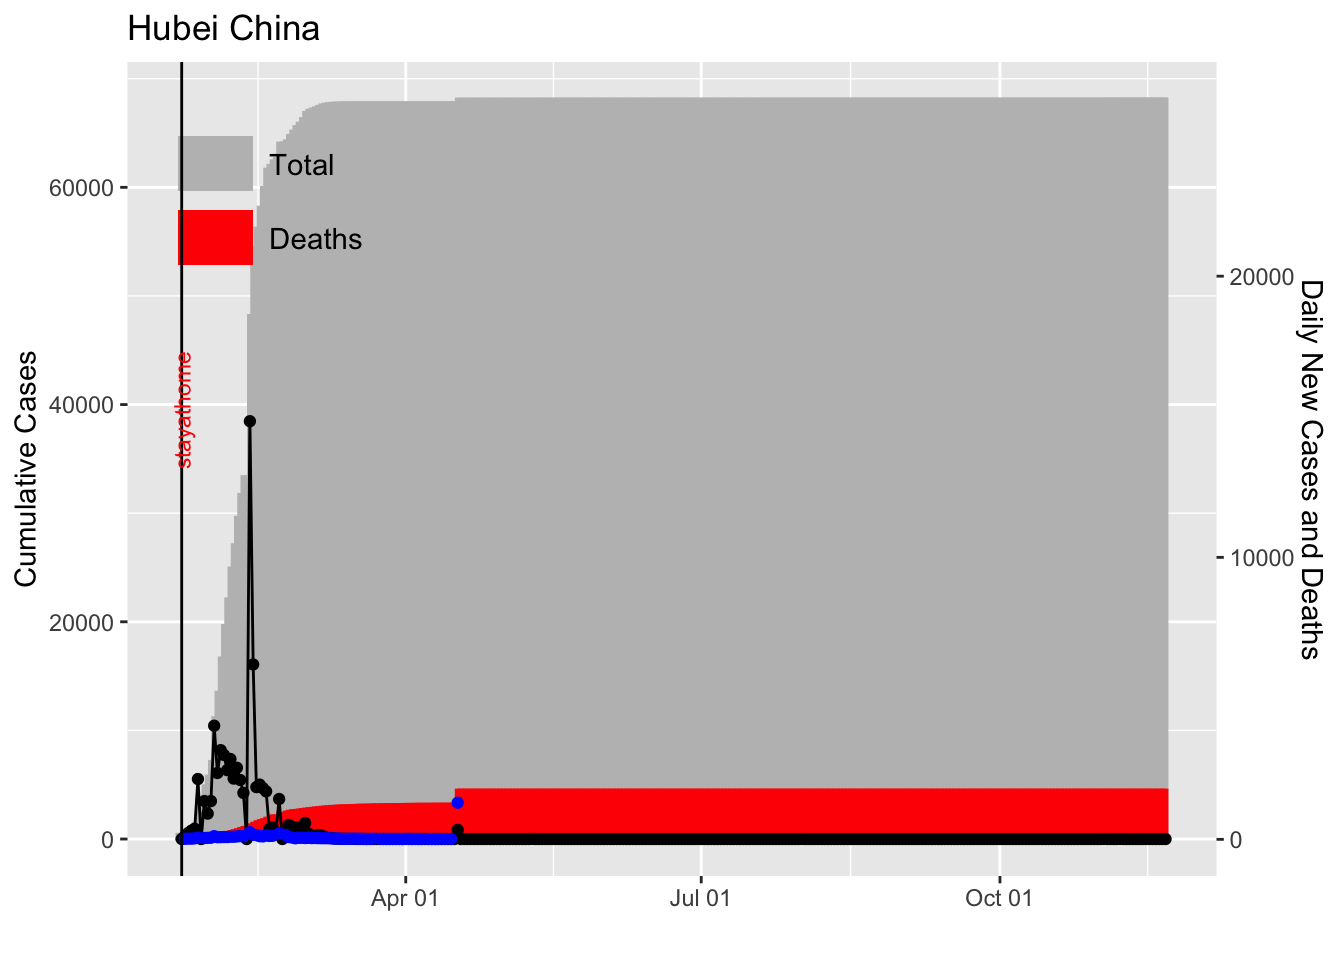 Hubei China
Total
Deaths
stayathome
Cumulative Cases
60000
40000
20000
0
20000
10000
0
Daily New Cases and Deaths
Apr 01
Jul 01
Oct 01